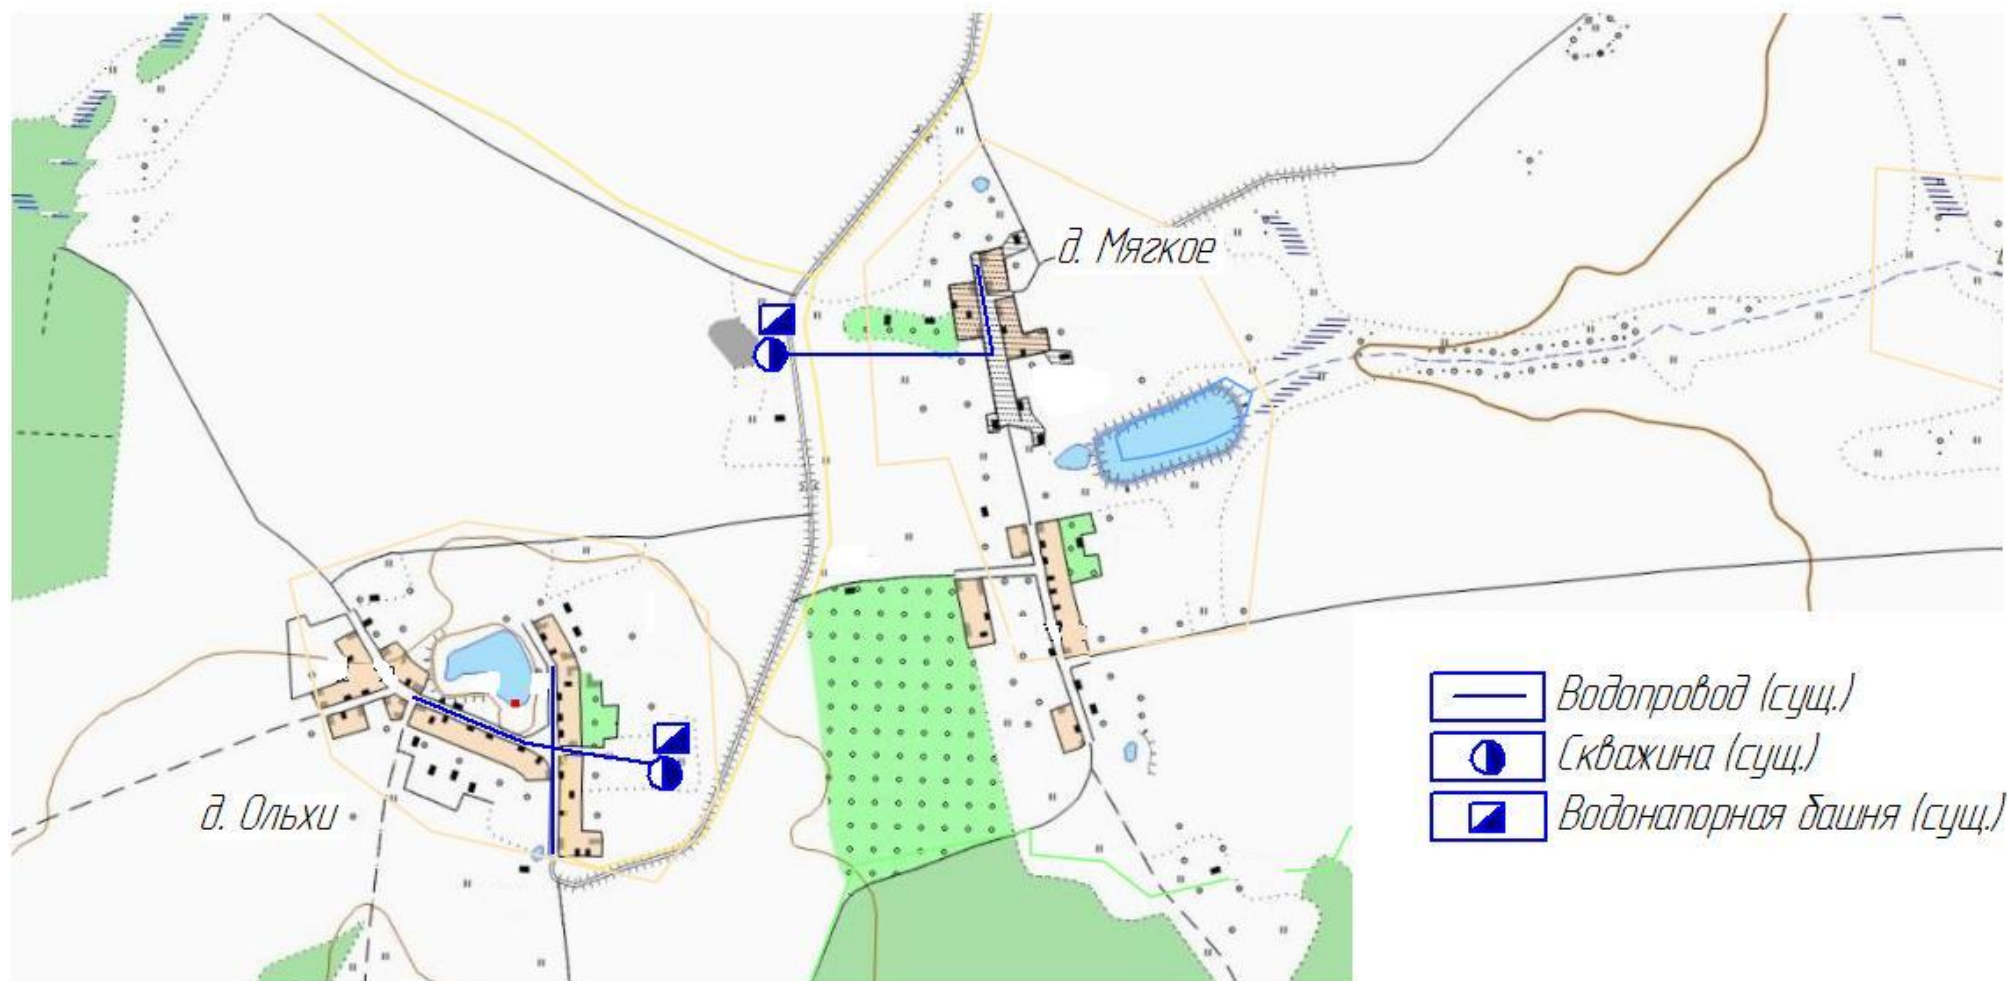 д. Мягкое
Водопровод (сущ.)
Скважина (сущ.)
Водонапорная башня (сущ.)
д. Ольхи